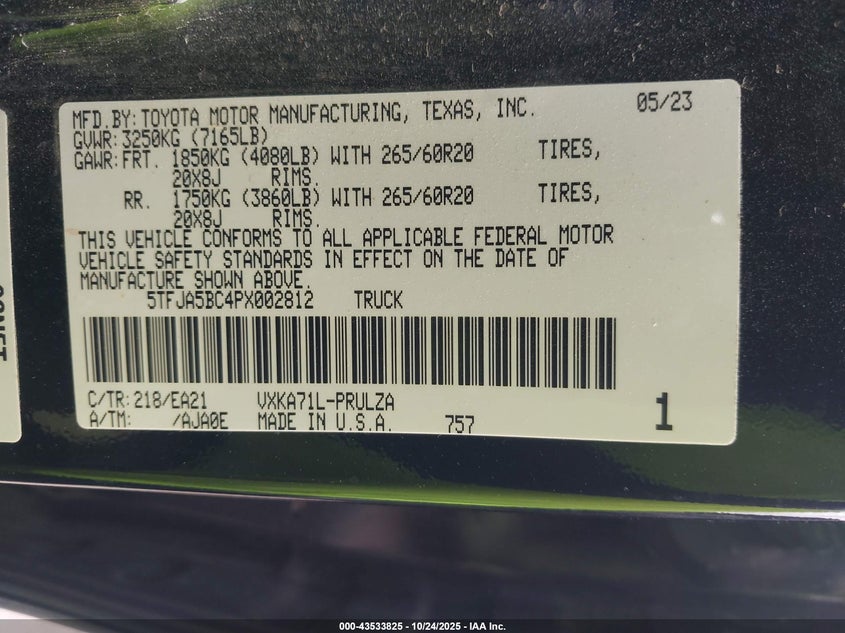 MFD.BY:TOYOTA MOTOR MANUFACTURING, TEXAS, INC. 05/23
GVWR:3250KG (7165LB)
GAWR:FRT. 1850KG (4080LB) WITH 265/60R20 TIRES,
20X8J RIMS.
RR. 1750KG (3860LB) WITH 265/60R20 TIRES,
20X8J RIMS.
THIS VEHICLE CONFORMS TO ALL APPLICABLE FEDERAL MOTOR
VEHICLE SAFETY STANDARDS IN EFFECT ON THE DATE OF
MANUFACTURE SHOWN ABOVE.
5TFJA5BC4PX002812 TRUCK
C/TR:218/EA21 VXKA71L-PRULZA
A/TM: /AJA0E MADE IN U.S.A. 757 1
000-43533825 - 10/24/2025 - IAA Inc.